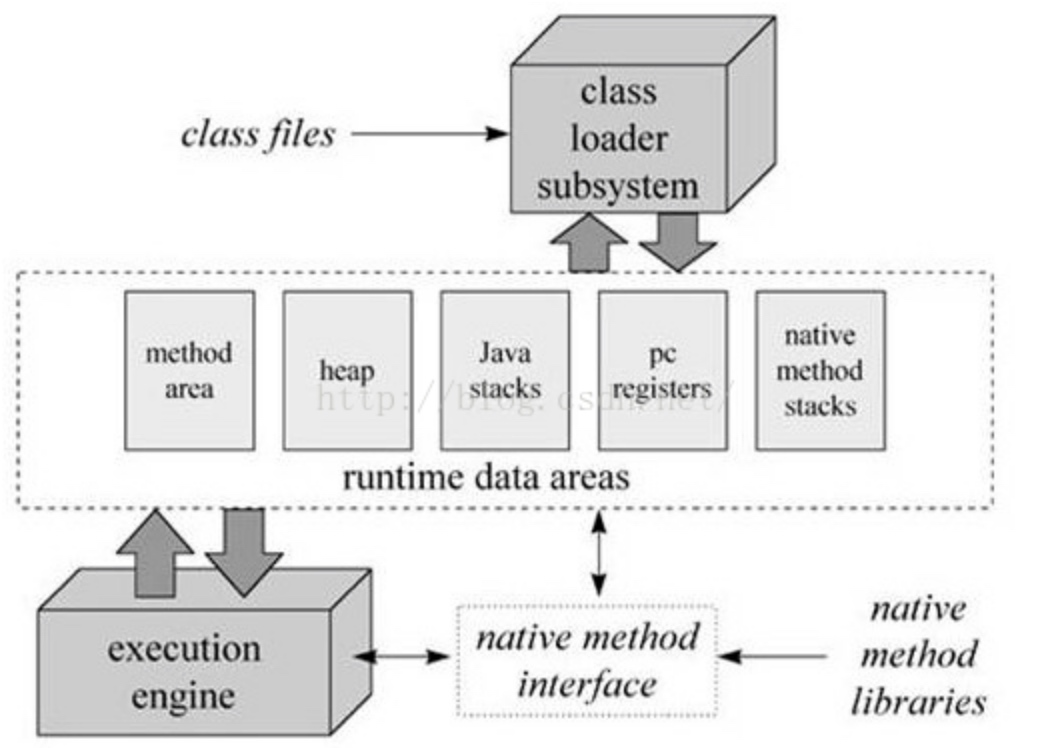 class files
class
loader
subsystem
method
area
heap
Java
stacks
pc
registers
native
method
stacks
http://blog.csdn.net/
runtime data areas
execution
engine
native method
interface
native
method
libraries